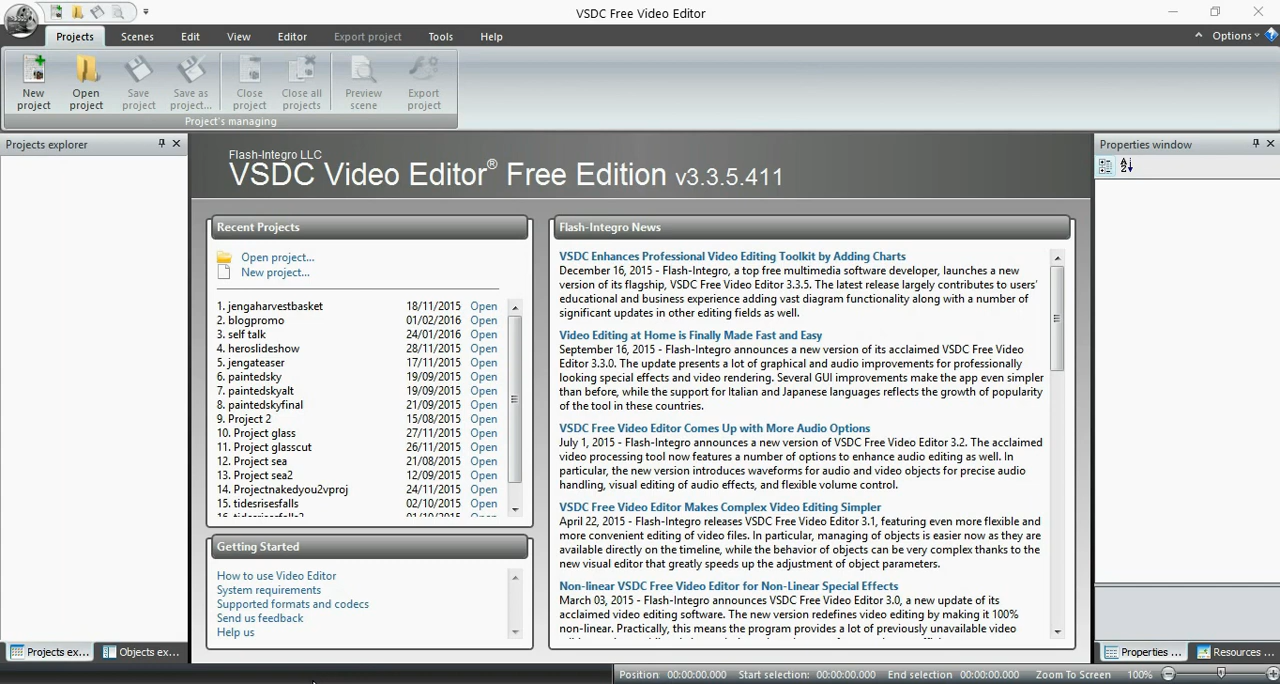 VSDC Free Video Editor
Projects
Scenes
Edit
View
Editor
Export project
Tools
Help
Options
New project
Open project
Save project
Save as project...
Close project
Close all projects
Preview scene
Export project
Project's managing
Projects explorer
Properties window
Flash-Integro LLC
VSDC Video Editor® Free Edition v3.3.5.411
Recent Projects
Open project...
New project...
1. jengaharvestbasket 18/11/2015 Open
2. blogpromo 01/02/2016 Open
3. self talk 24/01/2016 Open
4. heroslideshow 28/11/2015 Open
5. jengateaser 17/11/2015 Open
6. paintedsky 19/09/2015 Open
7. paintedskyalt 19/09/2015 Open
8. paintedskyfinal 21/09/2015 Open
9. Project 2 15/08/2015 Open
10. Project glass 27/11/2015 Open
11. Project glasscut 26/11/2015 Open
12. Project sea 21/08/2015 Open
13. Project sea2 12/09/2015 Open
14. Projectnakedyou2vproj 24/11/2015 Open
15. tidesrisesfalls 02/10/2015 Open
Getting Started
How to use Video Editor
System requirements
Supported formats and codecs
Send us feedback
Help us
Flash-Integro News
VSDC Enhances Professional Video Editing Toolkit by Adding Charts
December 16, 2015 - Flash-Integro, a top free multimedia software developer, launches a new
version of its flagship, VSDC Free Video Editor 3.3.5. The latest release largely contributes to users'
educational and business experience adding vast diagram functionality along with a number of
significant updates in other editing fields as well.
Video Editing at Home is Finally Made Fast and Easy
September 16, 2015 - Flash-Integro announces a new version of its acclaimed VSDC Free Video
Editor 3.3.0. The update presents a lot of graphical and audio improvements for professionally
looking special effects and video rendering. Several GUI improvements make the app even simpler
than before, while the support for Italian and Japanese languages reflects the growth of popularity
of the tool in these countries.
VSDC Free Video Editor Comes Up with More Audio Options
July 1, 2015 - Flash-Integro announces a new version of VSDC Free Video Editor 3.2. The acclaimed
video processing tool now features a number of options to enhance audio editing as well. In
particular, the new version introduces waveforms for audio and video objects for precise audio
handling, visual editing of audio effects, and flexible volume control.
VSDC Free Video Editor Makes Complex Video Editing Simpler
April 22, 2015 - Flash-Integro releases VSDC Free Video Editor 3.1, featuring even more flexible and
more convenient editing of video files. In particular, managing of objects is easier now as they are
available directly on the timeline, while the behavior of objects can be very complex thanks to the
new visual editor that greatly speeds up the adjustment of object parameters.
Non-linear VSDC Free Video Editor for Non-Linear Special Effects
March 03, 2015 - Flash-Integro announces VSDC Free Video Editor 3.0, a new update of its
acclaimed video editing software. The new version redefines video editing by making it 100%
non-linear. Practically, this means the program provides a lot of previously unavailable video
Projects ex...
Objects ex...
Properties ...
Resources ...
Position: 00:00:00.000 Start selection: 00:00:00.000 End selection: 00:00:00.000 Zoom To Screen 100%